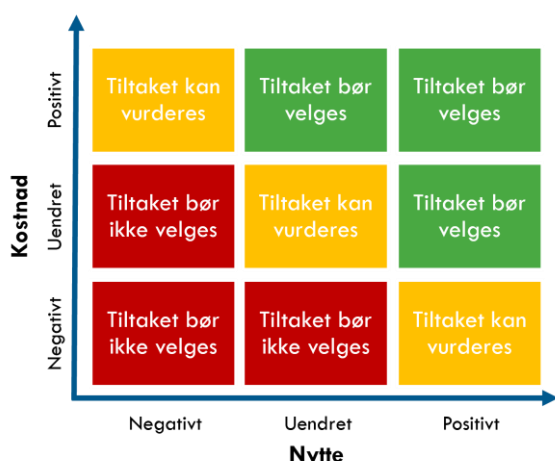 Kostnad
Positivt
Tiltaket kan
vurderes
Tiltaket bør
velges
Tiltaket bør
velges
Uendret
Tiltaket bør
ikke velges
Tiltaket kan
vurderes
Tiltaket bør
velges
Negativt
Tiltaket bør
ikke velges
Tiltaket bør
ikke velges
Tiltaket kan
vurderes
Negativt
Uendret
Positivt
Nytte